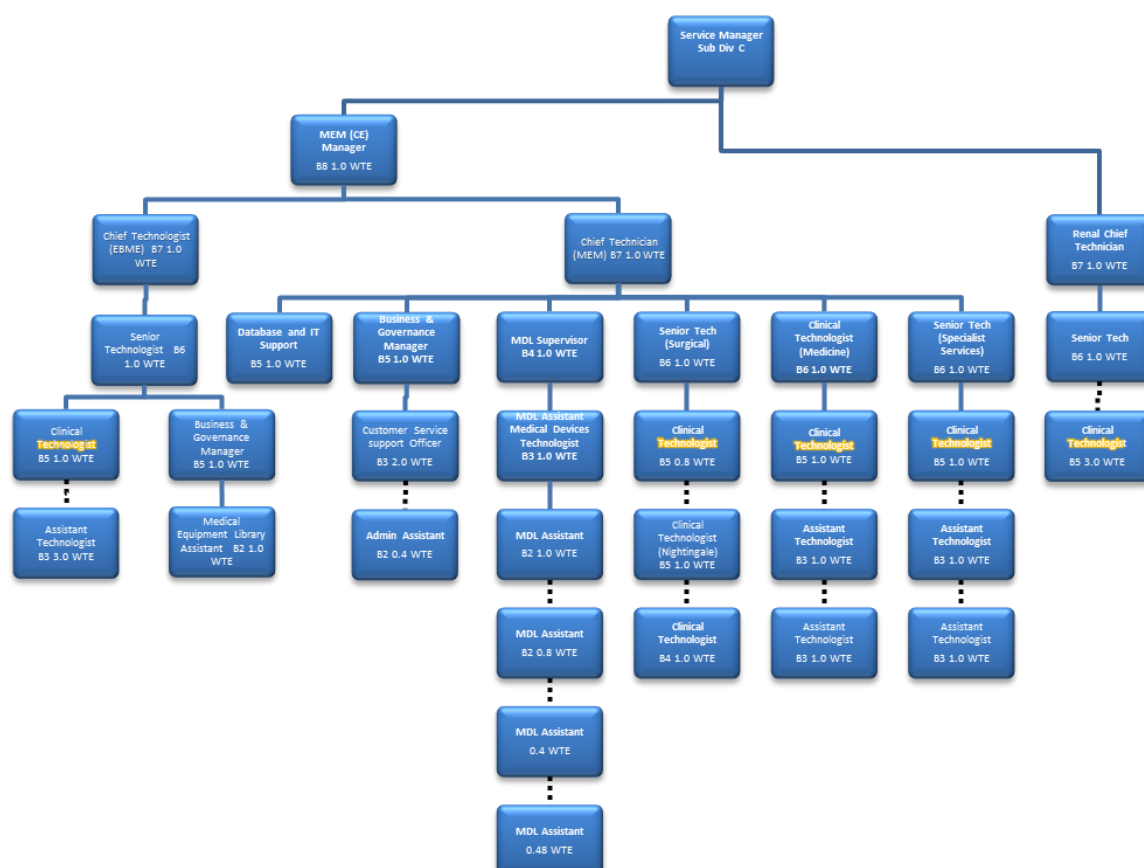 Service Manager
Sub Div C
MEM (CE)
Manager
B8 1.0 WTE
Chief Technologist
(EBME) B7 1.0
WTE
Chief Technician
(MEM) B7 1.0 WTE
Renal Chief
Technician
B7 1.0 WTE
Senior
Technologist B6
1.0 WTE
Database and IT
Support
B5 1.0 WTE
Business &
Governance
Manager
B5 1.0 WTE
MDL Supervisor
B4 1.0 WTE
Senior Tech
(Surgical)
B6 1.0 WTE
Clinical
Technologist
(Medicine)
B6 1.0 WTE
Senior Tech
(Specialist
Services)
B6 1.0 WTE
Senior Tech
B6 1.0 WTE
Clinical
Technologist
B5 1.0 WTE
Business &
Governance
Manager
B5 1.0 WTE
Customer Service
support Officer
B3 2.0 WTE
MDL Assistant
Medical Devices
Technologist
B3 1.0 WTE
Clinical
Technologist
B5 0.8 WTE
Clinical
Technologist
B5 1.0 WTE
Clinical
Technologist
B5 1.0 WTE
Clinical
Technologist
B5 3.0 WTE
Assistant
Technologist
B3 3.0 WTE
Medical
Equipment Library
Assistant B2 1.0
WTE
Admin Assistant
B2 0.4 WTE
MDL Assistant
B2 1.0 WTE
Clinical
Technologist
(Nightingale)
B5 1.0 WTE
Assistant
Technologist
B3 1.0 WTE
Assistant
Technologist
B3 1.0 WTE
MDL Assistant
B2 0.8 WTE
Clinical
Technologist
B4 1.0 WTE
Assistant
Technologist
B3 1.0 WTE
Assistant
Technologist
B3 1.0 WTE
MDL Assistant
0.4 WTE
MDL Assistant
0.48 WTE